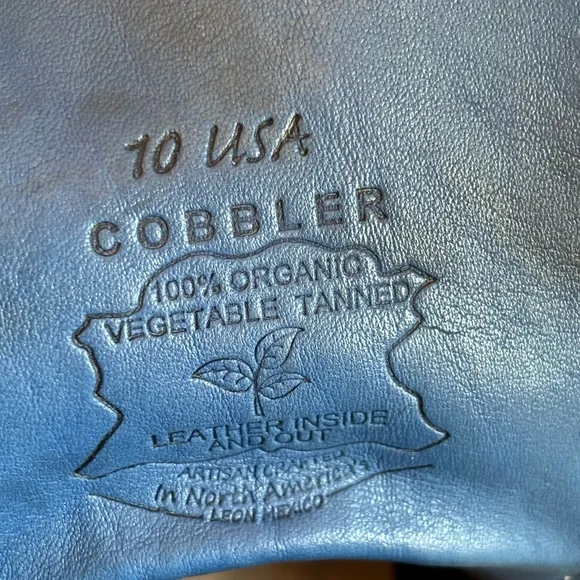 10 USA
COBBLER
100% ORGANIC
VEGETABLE TANNED
LEATHER INSIDE
AND OUT
ARTISAN CRAFTED
In North America's
LEON MEXICO